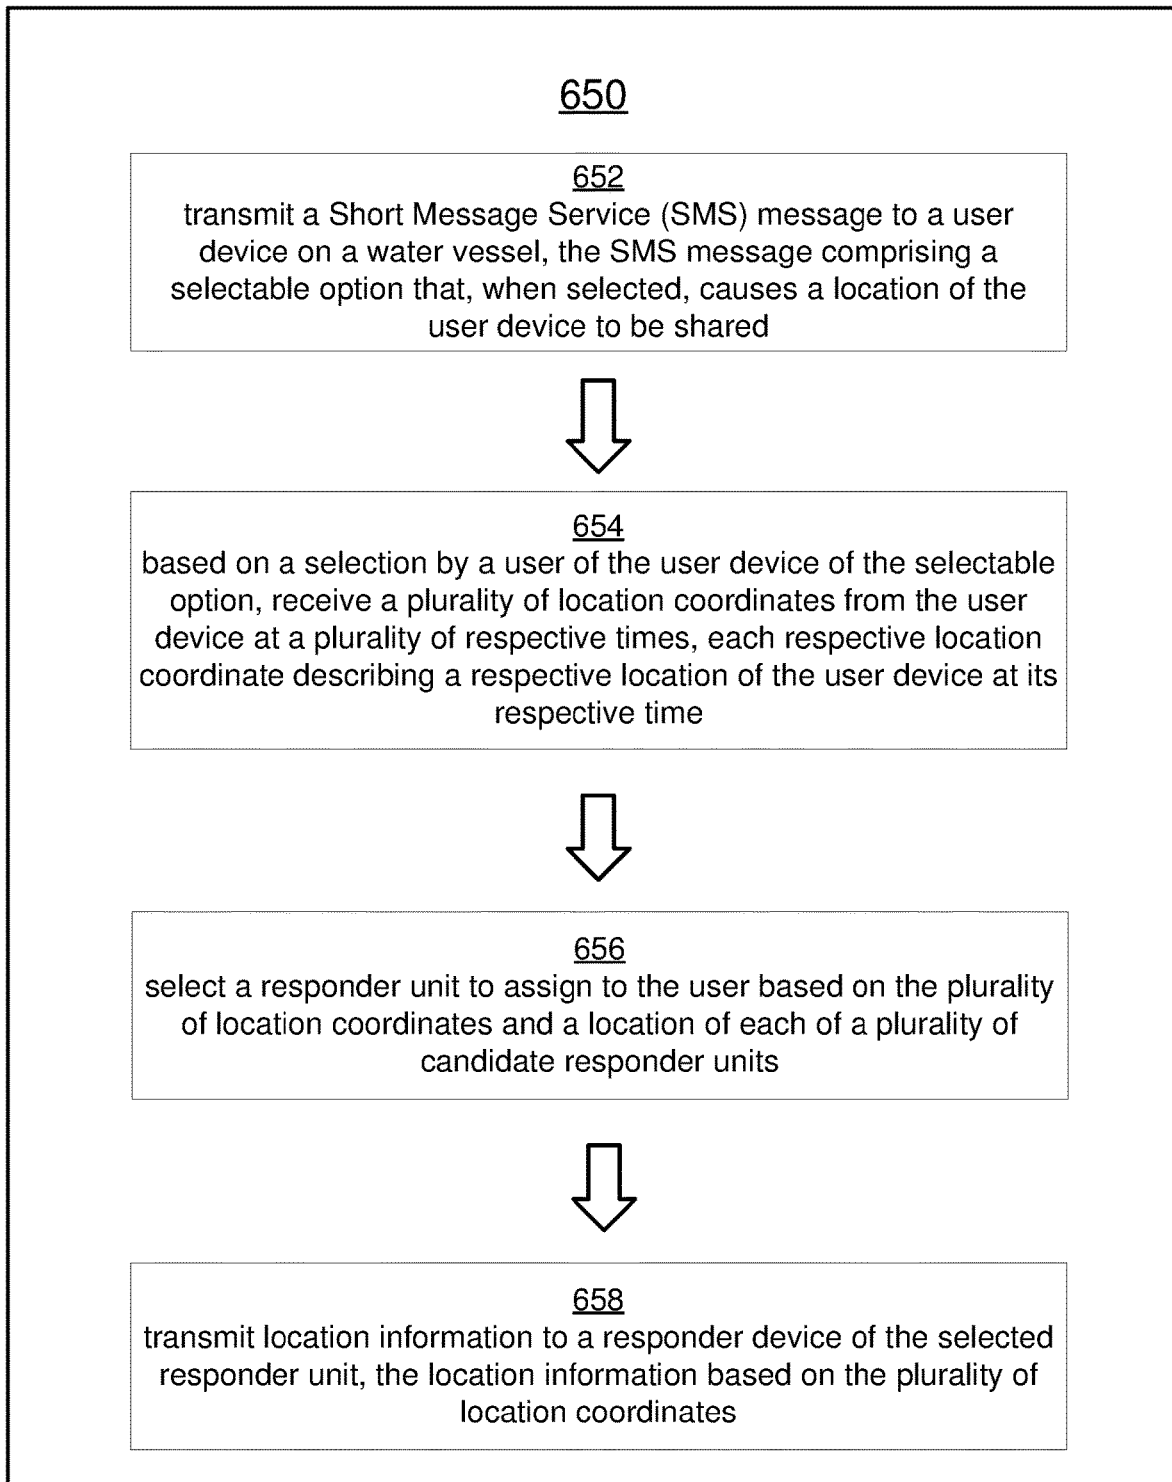 650
652
transmit a Short Message Service (SMS) message to a user
device on a water vessel, the SMS message comprising a
selectable option that, when selected, causes a location of the
user device to be shared
654
based on a selection by a user of the user device of the selectable
option, receive a plurality of location coordinates from the user
device at a plurality of respective times, each respective location
coordinate describing a respective location of the user device at its
respective time
656
select a responder unit to assign to the user based on the plurality
of location coordinates and a location of each of a plurality of
candidate responder units
658
transmit location information to a responder device of the selected
responder unit, the location information based on the plurality of
location coordinates